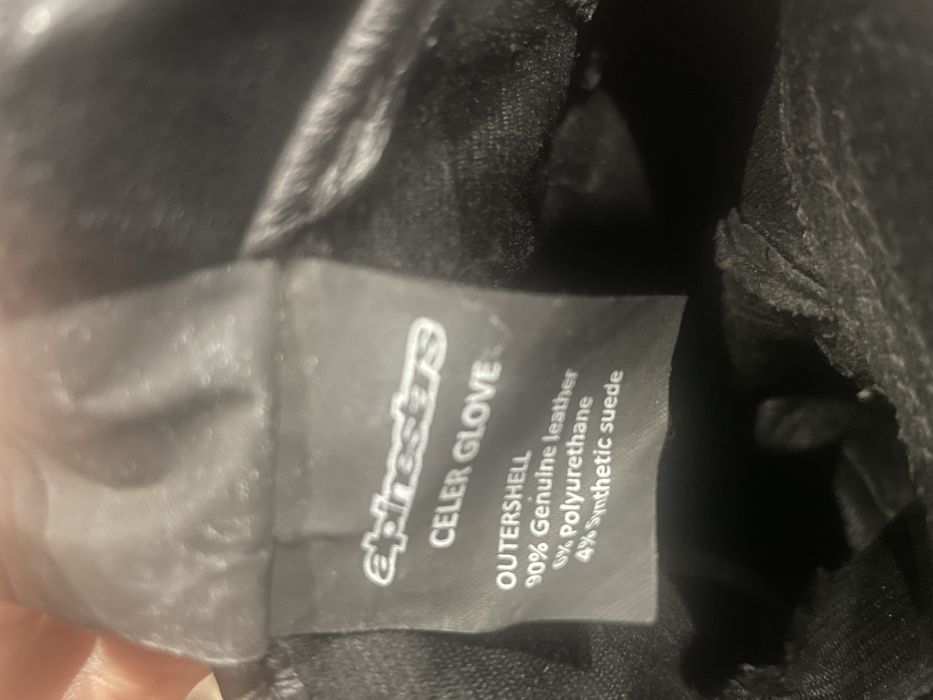 alpinestars
CELER GLOVE
OUTERSHELL
90% Genuine leather
6% Polyurethane
4% Synthetic suede